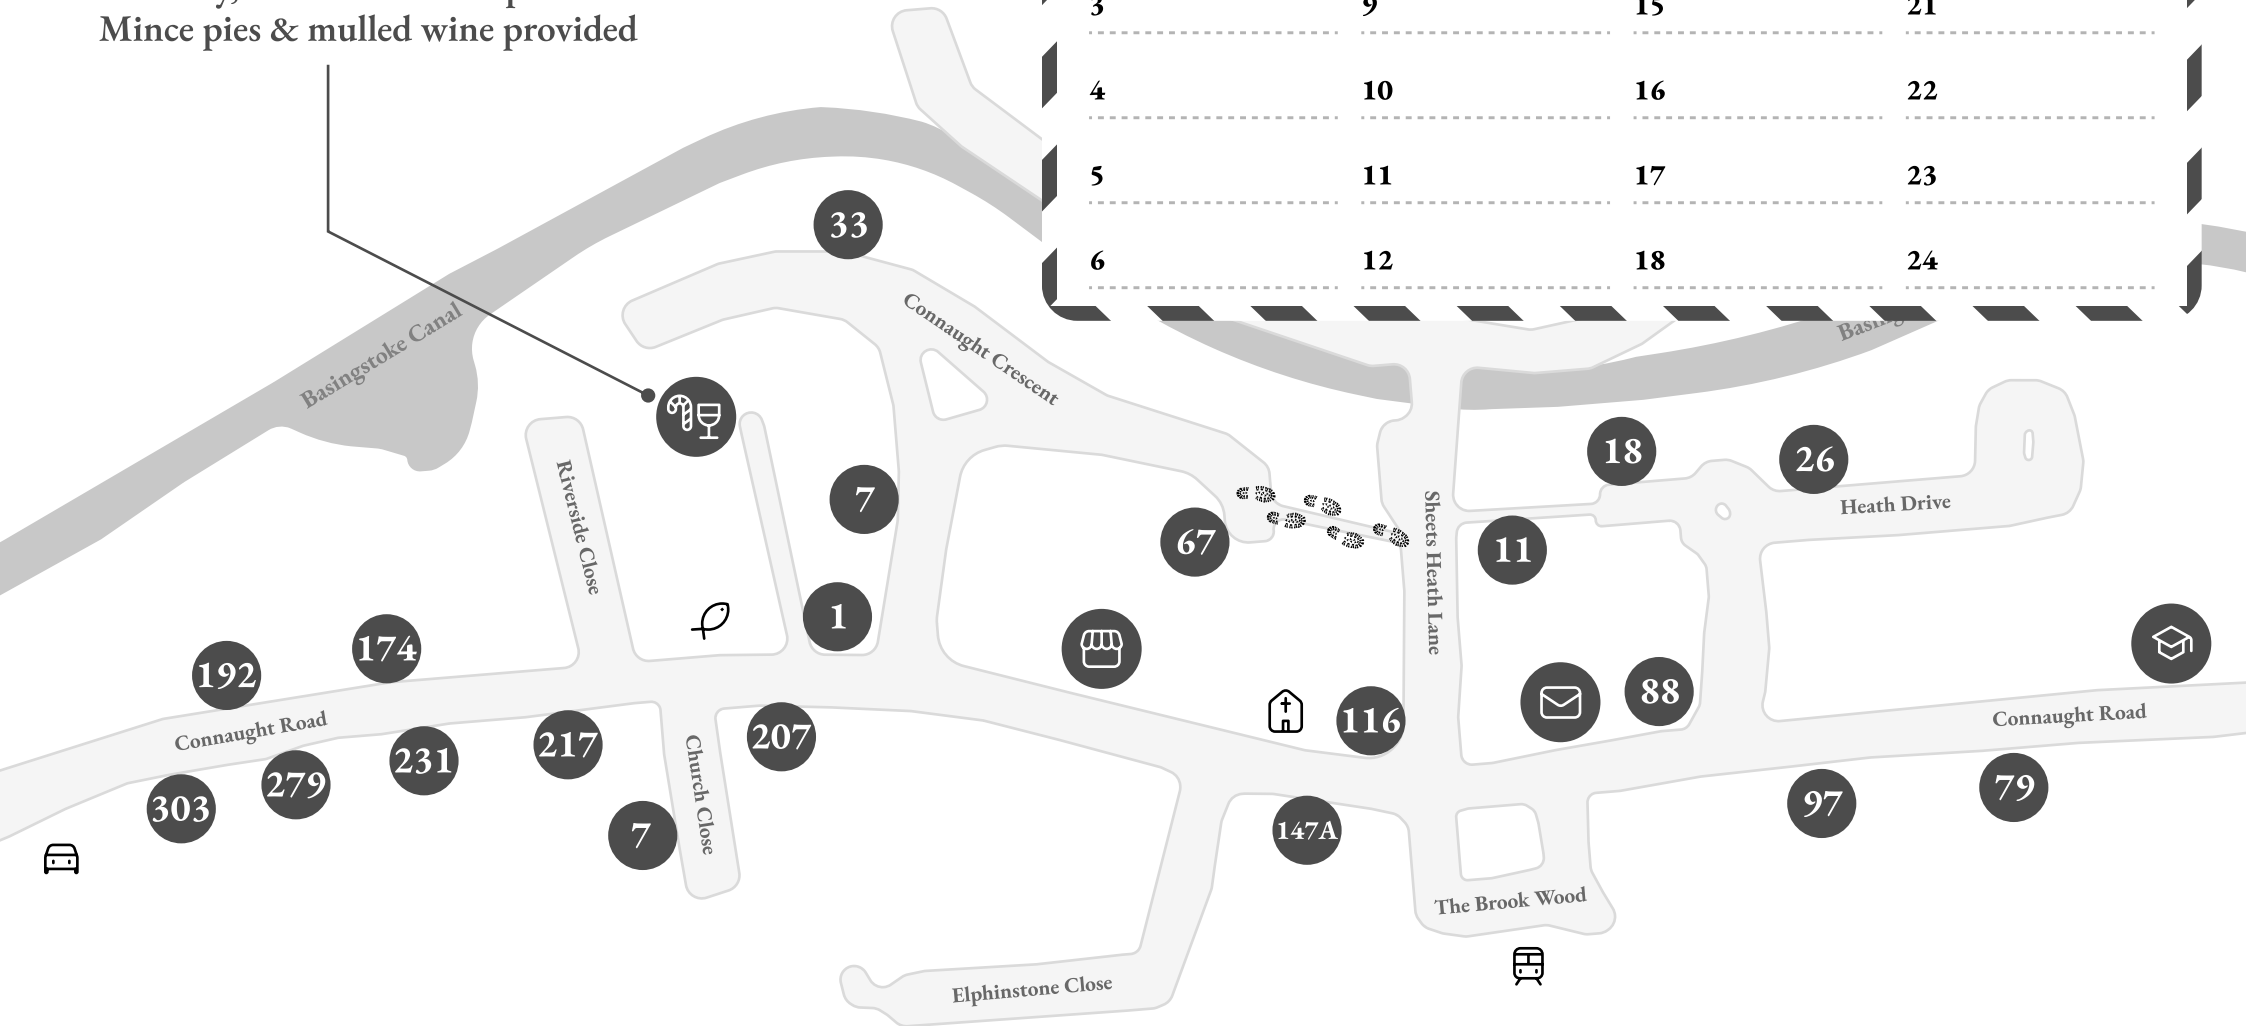 Mince pies & mulled wine provided
3 9 15 21
4 10 16 22
5 11 17 23
6 12 18 24
33
Connaught Crescent
Basingstoke Canal
18
26
7
Riverside Close
Sheets Heath Lane
Heath Drive
67
11
1
174
192
88
116
Connaught Road
Connaught Road
207
217
231
279
303
Church Close
7
147A
97
79
The Brook Wood
Elphinstone Close